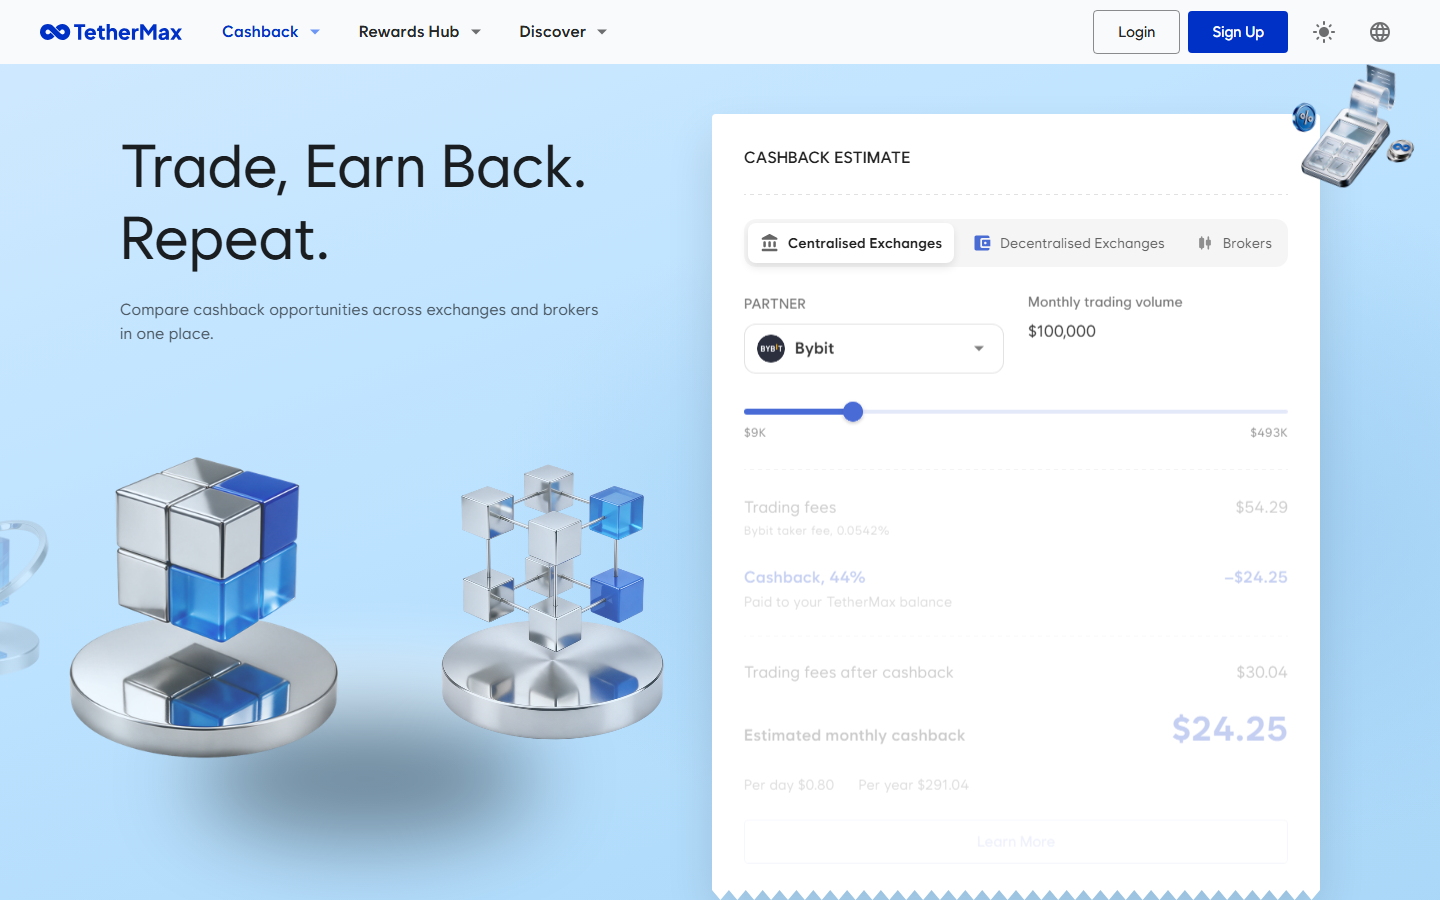 TetherMax
Cashback
Rewards Hub
Discover
Login
Sign Up
Trade, Earn Back.
Repeat.
Compare cashback opportunities across exchanges and brokers
in one place.
CASHBACK ESTIMATE
Centralised Exchanges
Decentralised Exchanges
Brokers
PARTNER
Monthly trading volume
BYBIT
Bybit
$100,000
$9K
$493K
Trading fees
$54.29
Bybit taker fee, 0.0542%
Cashback, 44%
–$24.25
Paid to your TetherMax balance
Trading fees after cashback
$30.04
Estimated monthly cashback
$24.25
Per day $0.80
Per year $291.04
Learn More